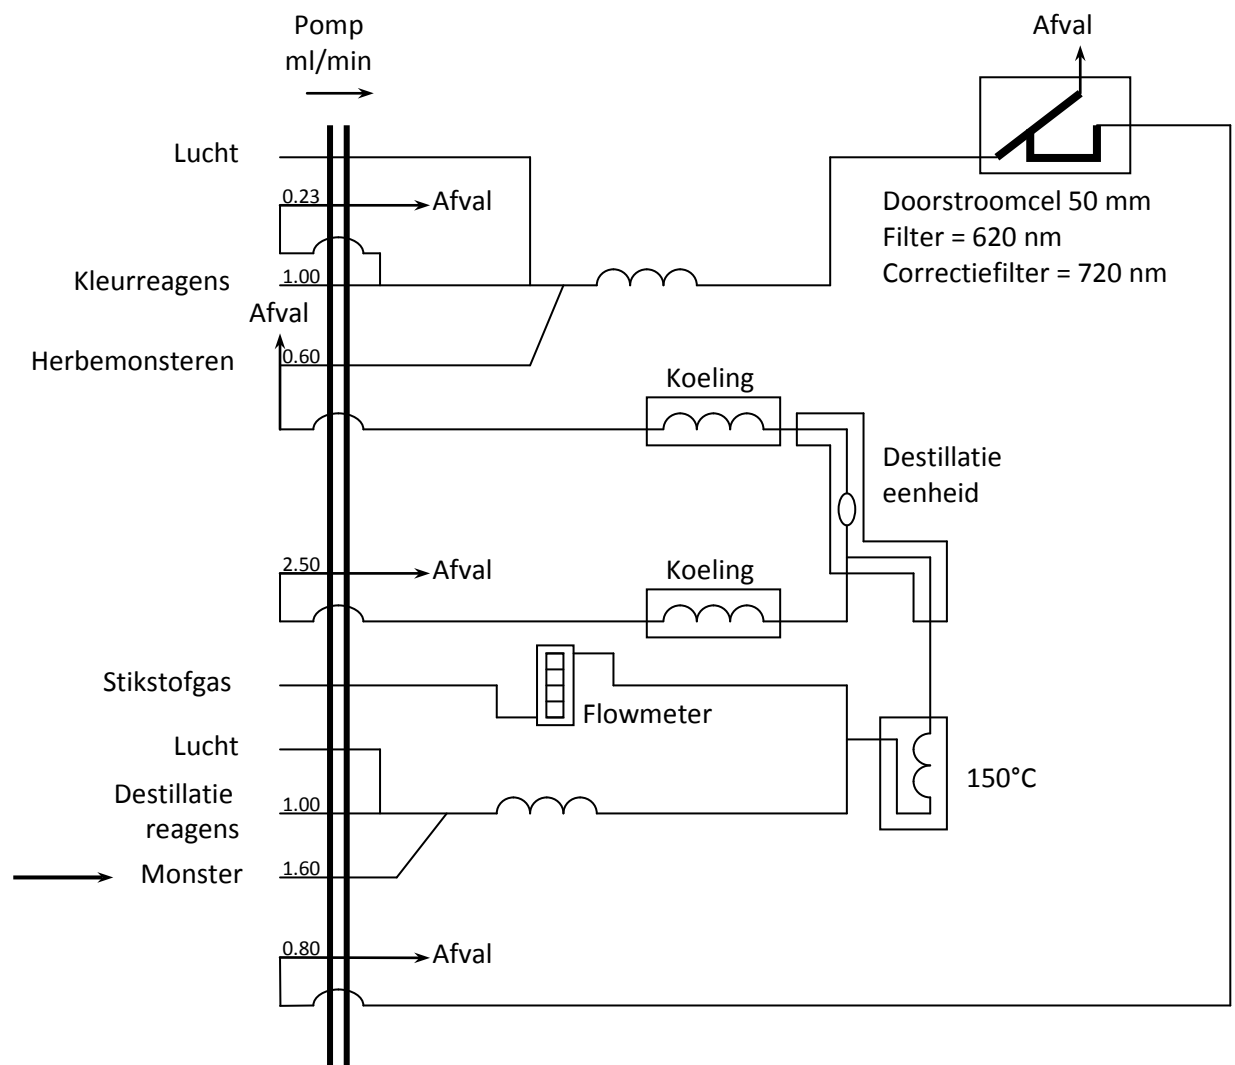 Pomp
ml/min
Afval
Lucht
0.23
Afval
Doorstroomcel 50 mm
Filter = 620 nm
Correctiefilter = 720 nm
Kleurreagens
1.00
Afval
Herbemonsteren
0.60
Koeling
Destillatie
eenheid
2.50
Afval
Koeling
Stikstofgas
Flowmeter
Lucht
150°C
Destillatie
reagens
1.00
Monster
1.60
0.80
Afval